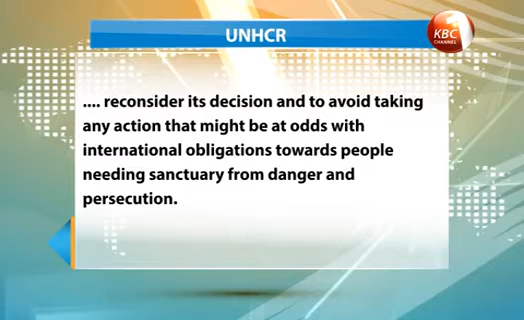 UNHCR
KBC
CHANNEL
1
.... reconsider its decision and to avoid taking
any action that might be at odds with
international obligations towards people
needing sanctuary from danger and
persecution.